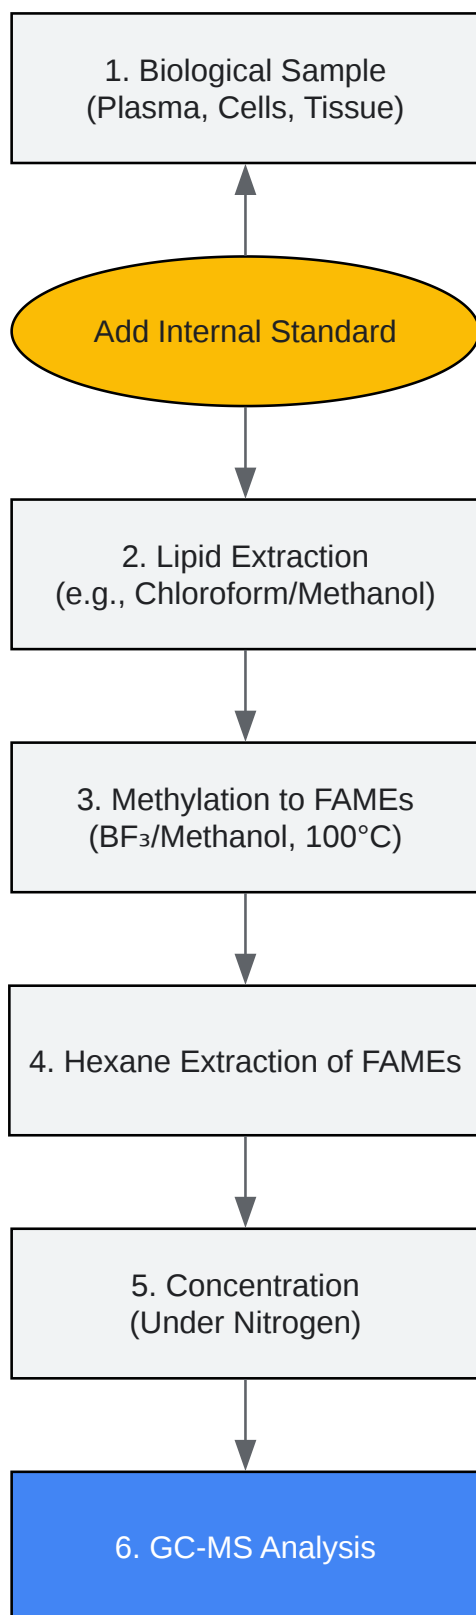 1. Biological Sample
(Plasma, Cells, Tissue)
Add Internal Standard
2. Lipid Extraction
(e.g., Chloroform/Methanol)
3. Methylation to FAMEs
(BF₃/Methanol, 100°C)
4. Hexane Extraction of FAMEs
5. Concentration
(Under Nitrogen)
6. GC-MS Analysis